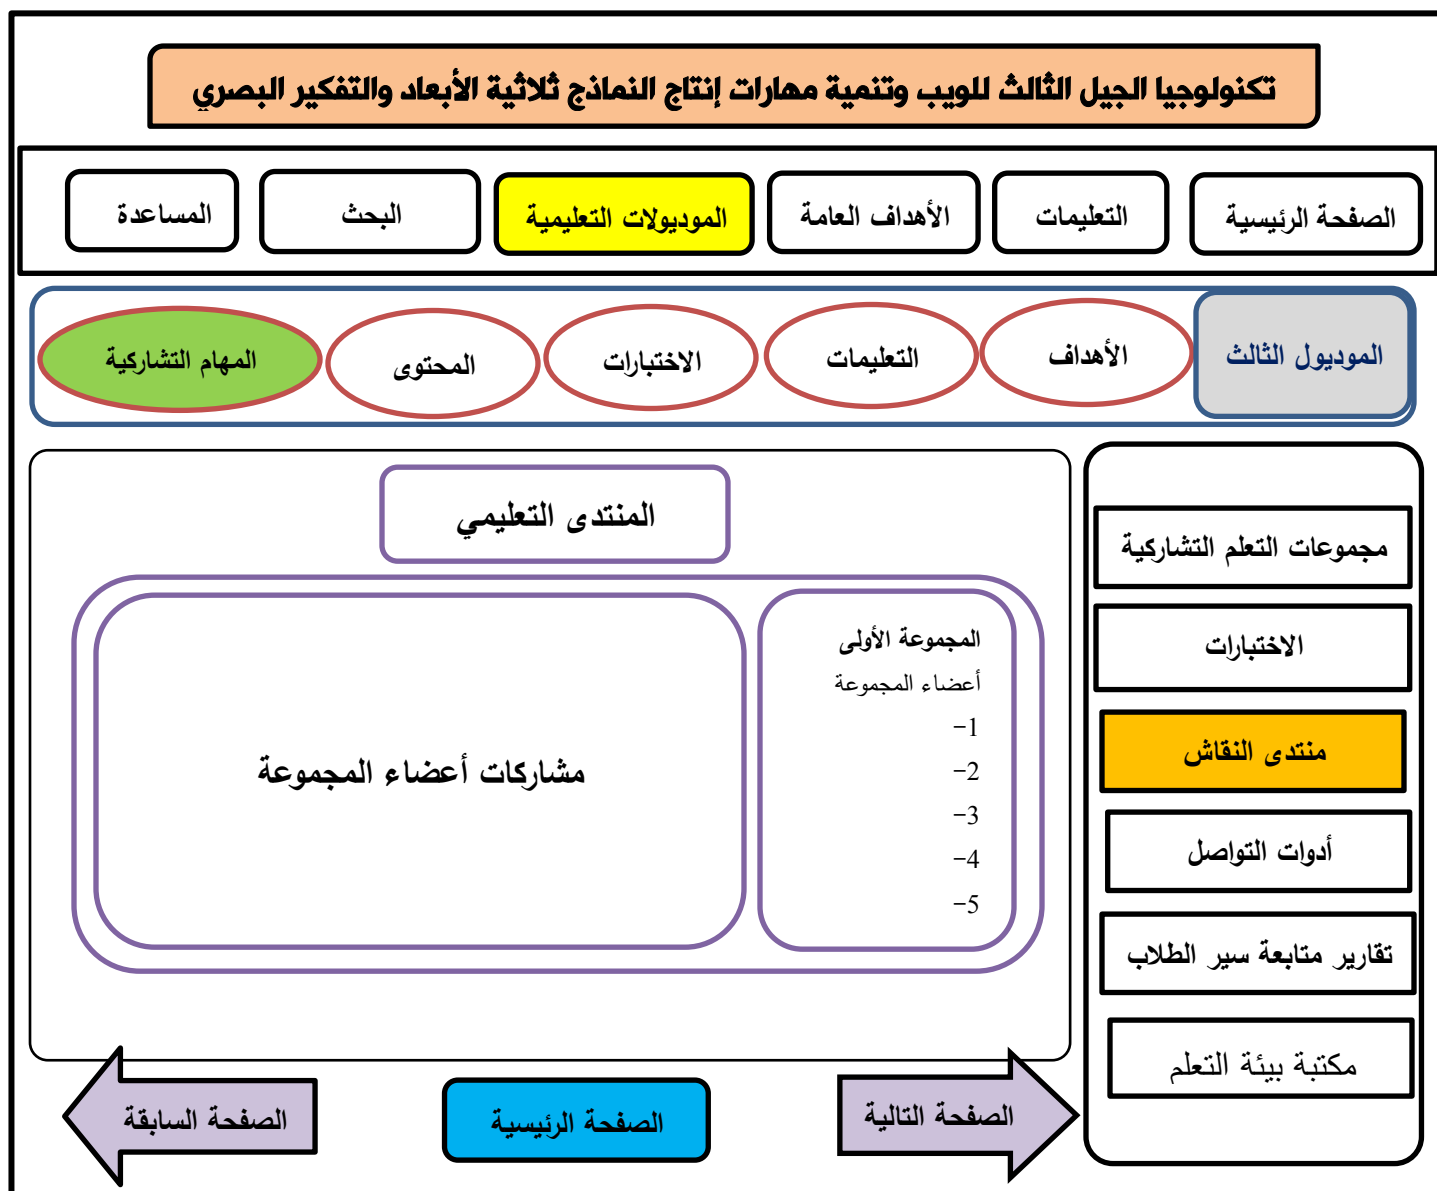 تكنولوجيا الجيل الثالث للويب وتنمية مهارات إنتاج النماذج ثلاثية الأبعاد والتفكير البصري
الصفحة الرئيسية
التعليمات
الأهداف العامة
الموديولات التعليمية
البحث
المساعدة
الموديول الثالث
الأهداف
التعليمات
الاختبارات
المحتوى
المهام التشاركية
مجموعات التعلم التشاركية
الاختبارات
منتدى النقاش
أدوات التواصل
تقارير متابعة سير الطلاب
مكتبة بيئة التعلم
المنتدى التعليمي
المجموعة الأولى
أعضاء المجموعة
1-
2-
3-
4-
5-
مشاركات أعضاء المجموعة
الصفحة التالية
الصفحة الرئيسية
الصفحة السابقة